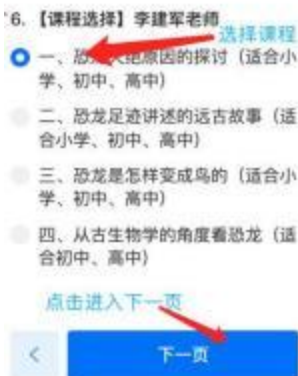 6. 【课程选择】李建军老师
选择课程
一、恐龙灭绝原因的探讨（适合小
学、初中、高中）
二、恐龙足迹讲述的远古故事（适
合小学、初中、高中）
三、恐龙是怎样变成鸟的（适合小
学、初中、高中）
四、从古生物学的角度看恐龙（适
合初中、高中）
点击进入下一页
<
下一页